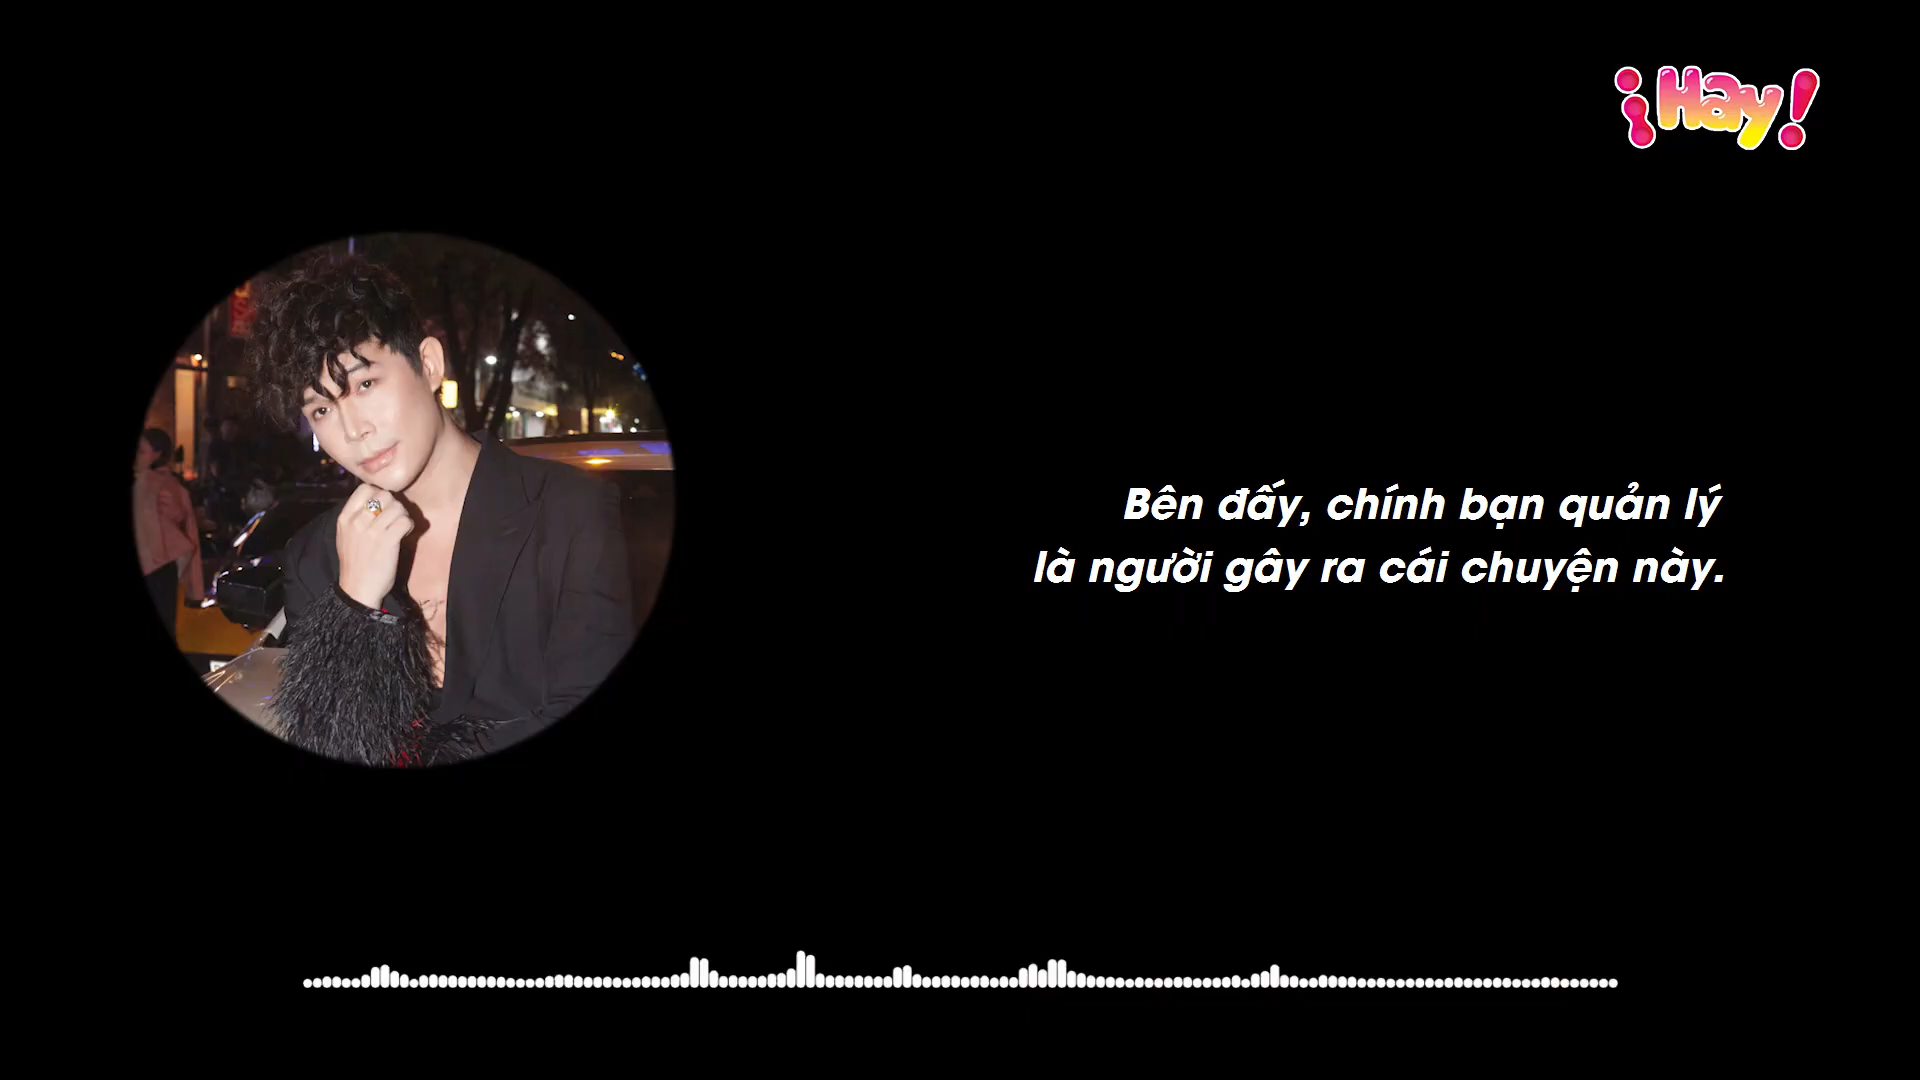 ¡Hay!
Bên đấy, chính bạn quản lý
là người gây ra cái chuyện này.